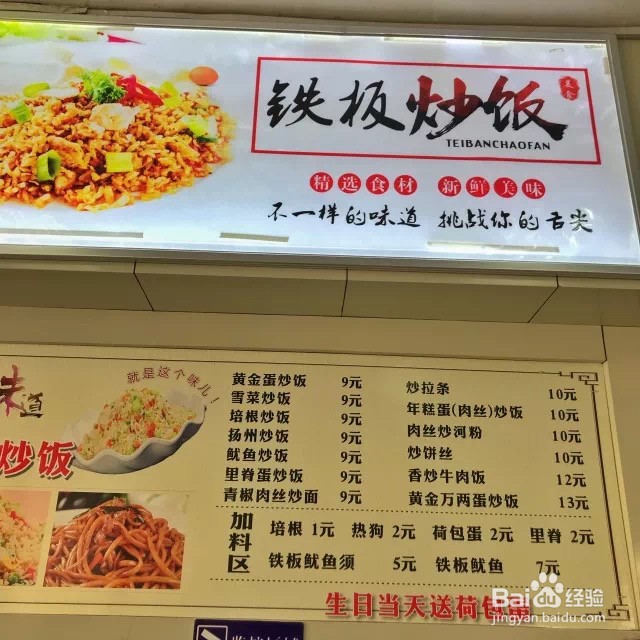 铁板炒饭
美食
TEIBANCHAOFAN
精选食材 新鲜美味
不一样的味道 挑战你的舌尖
味道
就是这个味儿！
炒饭
黄金蛋炒饭 9元
雪菜炒饭 9元
培根炒饭 9元
扬州炒饭 9元
鱿鱼炒饭 9元
里脊蛋炒饭 9元
青椒肉丝炒面 9元
炒拉条 10元
年糕蛋(肉丝)炒饭 10元
肉丝炒河粉 10元
炒饼丝 10元
香炒牛肉饭 12元
黄金万两蛋炒饭 13元
加料区
培根 1元 热狗 2元 荷包蛋 2元 里脊 2元
铁板鱿鱼须 5元 铁板鱿鱼 7元
生日当天送荷包蛋
Baidu经验
jingyan.baidu.com